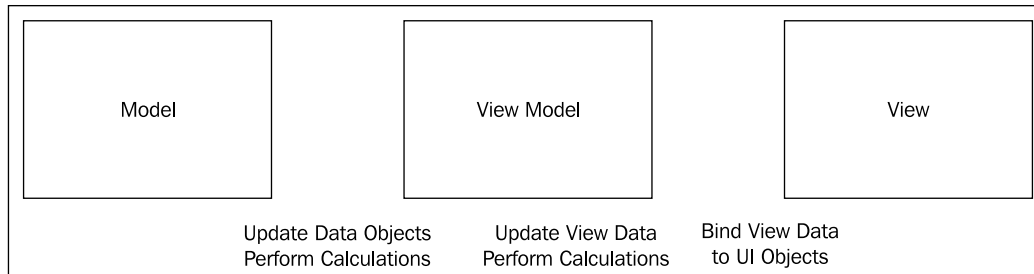 Model
View Model
View
Update Data Objects
Perform Calculations
Update View Data
Perform Calculations
Bind View Data
to UI Objects